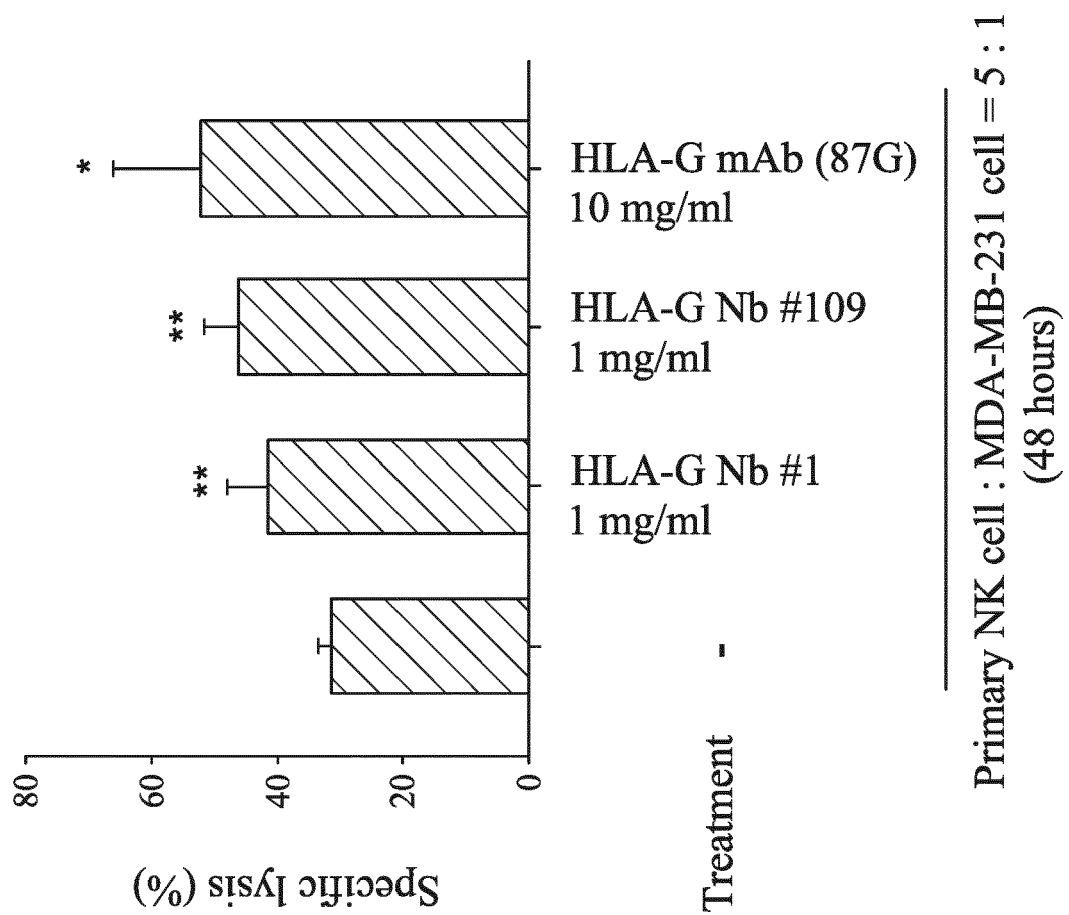 Specific lysis (%)
80
60
40
20
0
**
**
*
Treatment
-
HLA-G Nb #1
1 mg/ml
HLA-G Nb #109
1 mg/ml
HLA-G mAb (87G)
10 mg/ml
Primary NK cell : MDA-MB-231 cell = 5 : 1
(48 hours)